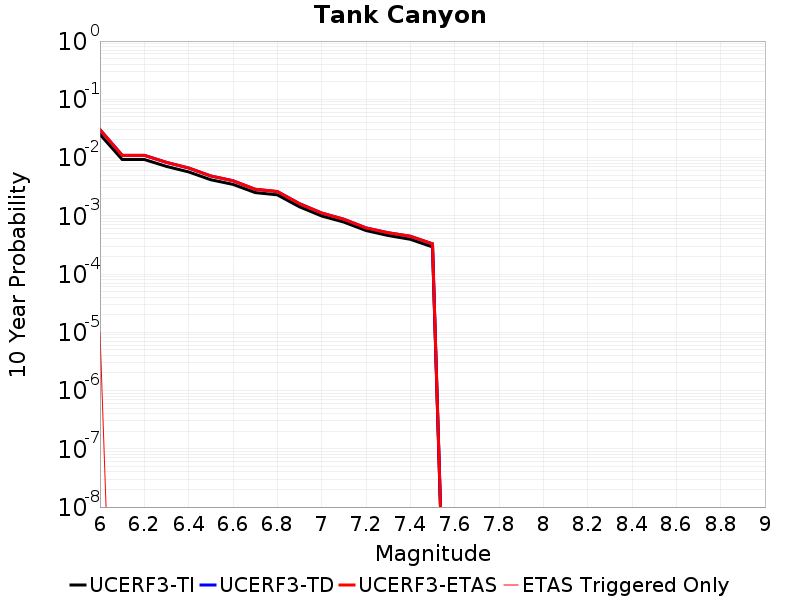 Tank Canyon
10^0
10^-1
10^-2
10^-3
10^-4
10^-5
10^-6
10^-7
10^-8
10 Year Probability
6 6.2 6.4 6.6 6.8 7 7.2 7.4 7.6 7.8 8 8.2 8.4 8.6 8.8 9
Magnitude
UCERF3-TI UCERF3-TD UCERF3-ETAS ETAS Triggered Only